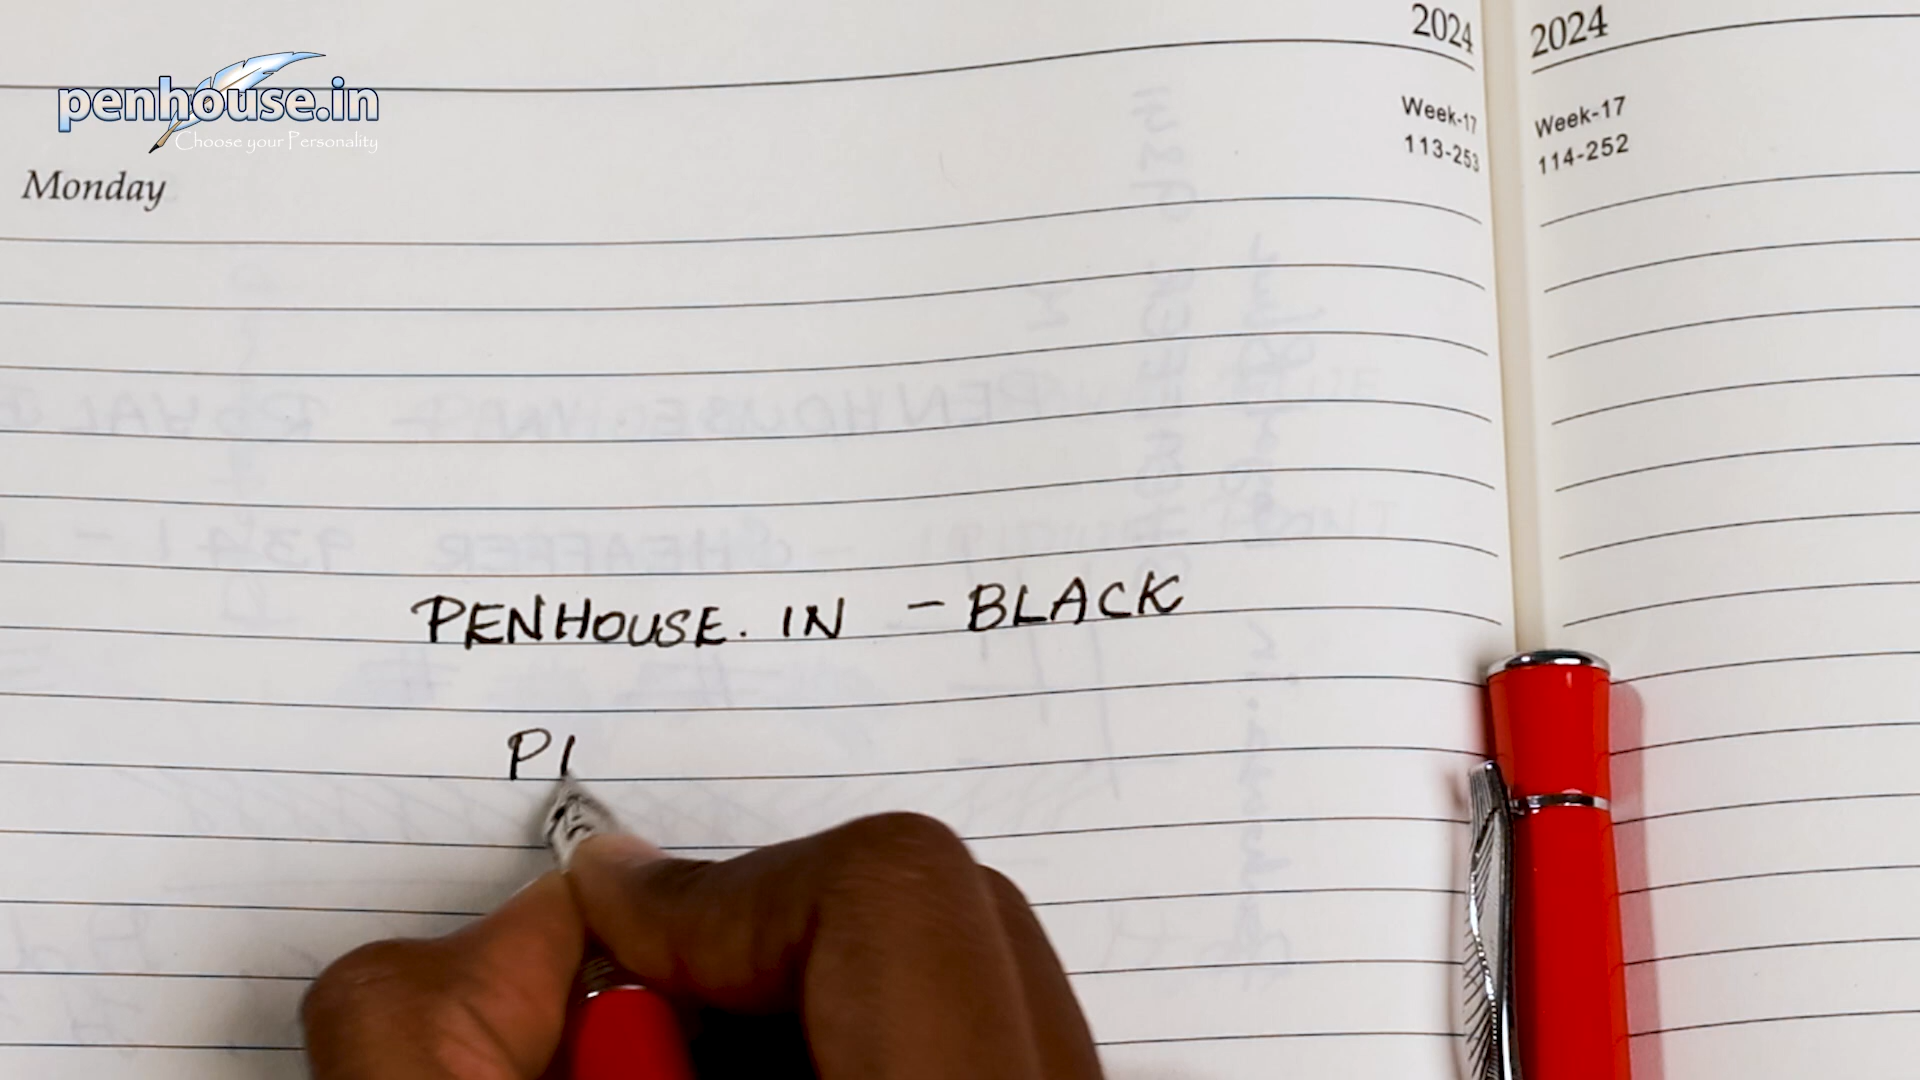 2024
2024
penhouse.in
Choose your Personality
Week-17
113-253
Week-17
114-252
Monday
PENHOUSE. IN - BLACK
PI